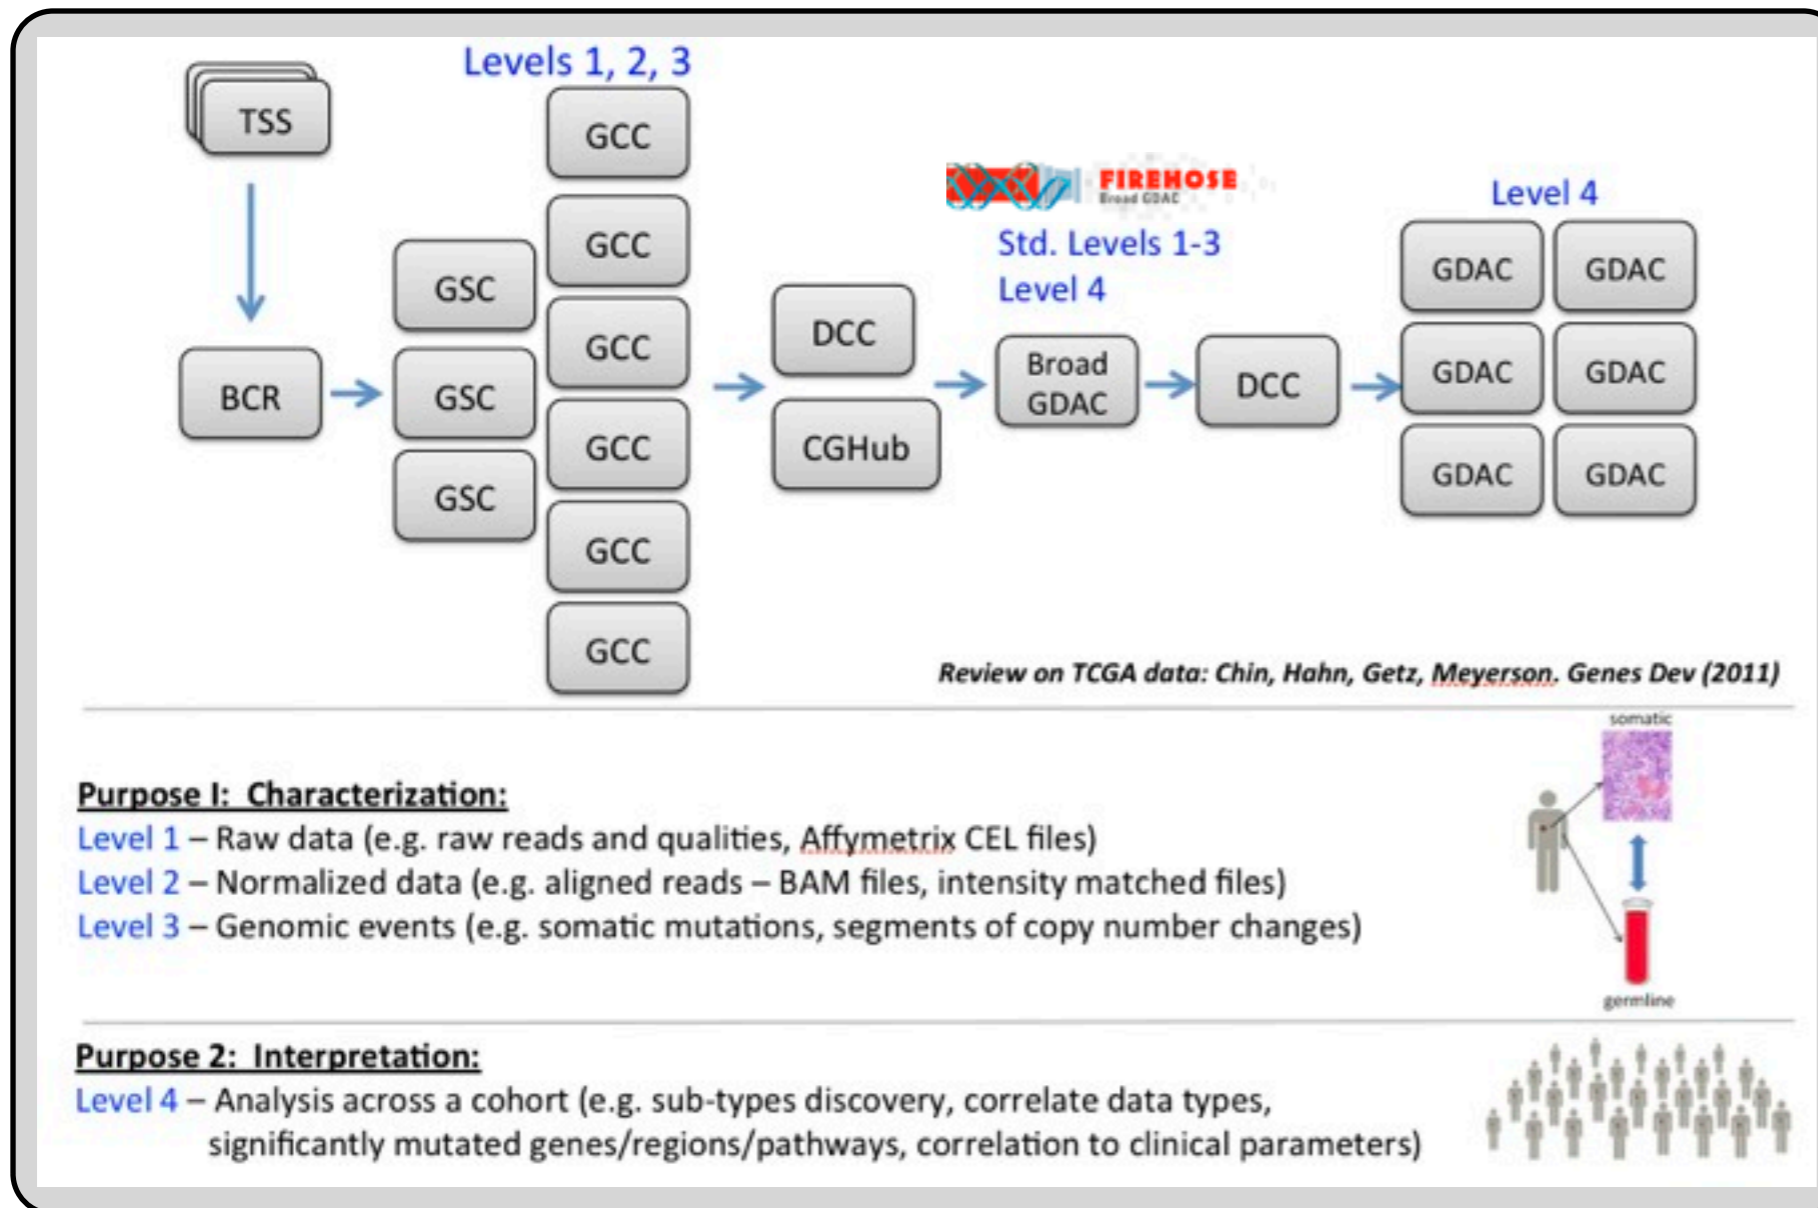 Levels 1, 2, 3
TSS
BCR
GSC
GSC
GSC
GCC
GCC
GCC
GCC
GCC
GCC
DCC
CGHub
FIREHOSE
Broad GDAC
Std. Levels 1-3
Level 4
Broad
GDAC
DCC
Level 4
GDAC GDAC
GDAC GDAC
GDAC GDAC
Review on TCGA data: Chin, Hahn, Getz, Meyerson. Genes Dev (2011)
Purpose I: Characterization:
Level 1 – Raw data (e.g. raw reads and qualities, Affymetrix CEL files)
Level 2 – Normalized data (e.g. aligned reads – BAM files, intensity matched files)
Level 3 – Genomic events (e.g. somatic mutations, segments of copy number changes)
somatic
germline
Purpose 2: Interpretation:
Level 4 – Analysis across a cohort (e.g. sub-types discovery, correlate data types,
significantly mutated genes/regions/pathways, correlation to clinical parameters)